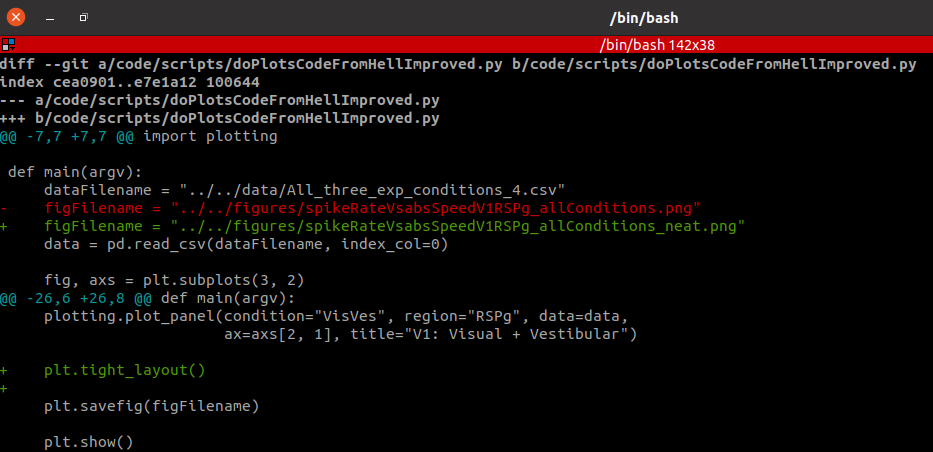 /bin/bash
/bin/bash 142x38
diff --git a/code/scripts/doPlotsCodeFromHellImproved.py b/code/scripts/doPlotsCodeFromHellImproved.py
index cea0901..e7e1a12 100644
--- a/code/scripts/doPlotsCodeFromHellImproved.py
+++ b/code/scripts/doPlotsCodeFromHellImproved.py
@@ -7,7 +7,7 @@ import plotting

 def main(argv):
     dataFilename = "../../data/All_three_exp_conditions_4.csv"
-    figFilename = "../../figures/spikeRateVsabsSpeedV1RSPg_allConditions.png"
+    figFilename = "../../figures/spikeRateVsabsSpeedV1RSPg_allConditions_neat.png"
     data = pd.read_csv(dataFilename, index_col=0)

     fig, axs = plt.subplots(3, 2)
@@ -26,6 +26,8 @@ def main(argv):
     plotting.plot_panel(condition="VisVes", region="RSPg", data=data,
                         ax=axs[2, 1], title="V1: Visual + Vestibular")

+    plt.tight_layout()
+
     plt.savefig(figFilename)

     plt.show()